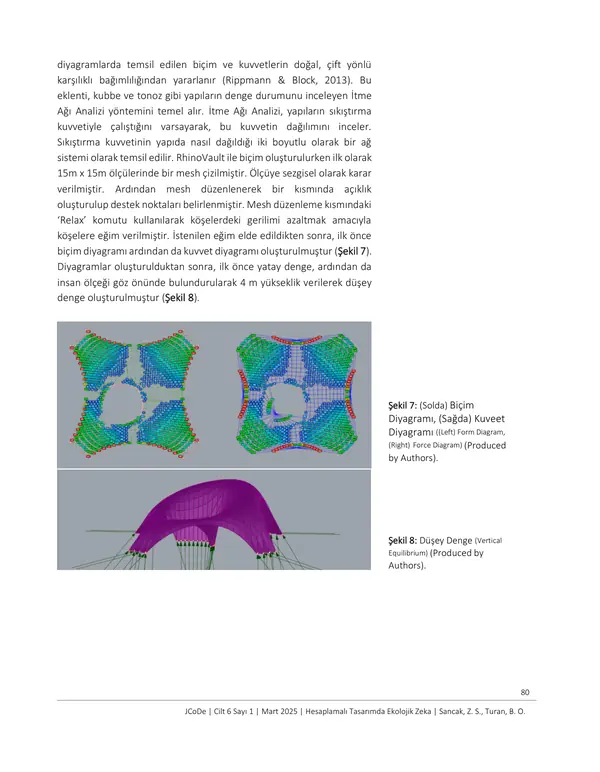 diyagramlarda temsil edilen biçim ve kuvvetlerin doğal, çift yönlü
karşılıklı bağımlılığından yararlanır (Rippmann & Block, 2013). Bu
eklenti, kubbe ve tonoz gibi yapıların denge durumunu inceleyen İtme
Ağı Analizi yöntemini temel alır. İtme Ağı Analizi, yapıların sıkıştırma
kuvvetiyle çalıştığını varsayarak, bu kuvvetin dağılımını inceler.
Sıkıştırma kuvvetinin yapıda nasıl dağıldığı iki boyutlu olarak bir ağ
sistemi olarak temsil edilir. RhinoVault ile biçim oluşturulurken ilk olarak
15m x 15m ölçülerinde bir mesh çizilmiştir. Ölçüye sezgisel olarak karar
verilmiştir. Ardından mesh düzenlenerek bir kısmında açıklık
oluşturulup destek noktaları belirlenmiştir. Mesh düzenleme kısmındaki
‘Relax’ komutu kullanılarak köşelerdeki gerilimi azaltmak amacıyla
köşelere eğim verilmiştir. İstenilen eğim elde edildikten sonra, ilk önce
biçim diyagramı ardından da kuvvet diyagramı oluşturulmuştur (Şekil 7).
Diyagramlar oluşturulduktan sonra, ilk önce yatay denge, ardından da
insan ölçeği göz önünde bulundurularak 4 m yükseklik verilerek düşey
denge oluşturulmuştur (Şekil 8).
Şekil 7: (Solda) Biçim
Diyagramı, (Sağda) Kuveet
Diyagramı ((Left) Form Diagram,
(Right) Force Diagram) (Produced
by Authors).
Şekil 8: Düşey Denge (Vertical
Equilibrium) (Produced by
Authors).
80
JCoDe | Cilt 6 Sayı 1 | Mart 2025 | Hesaplamalı Tasarımda Ekolojik Zeka | Sancak, Z. S., Turan, B. O.